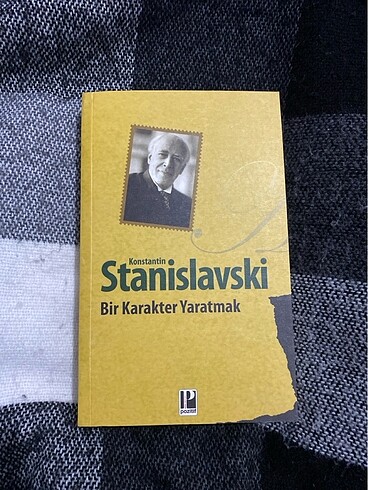 Konstantin
Stanislavski
Bir Karakter Yaratmak
P
pozitif